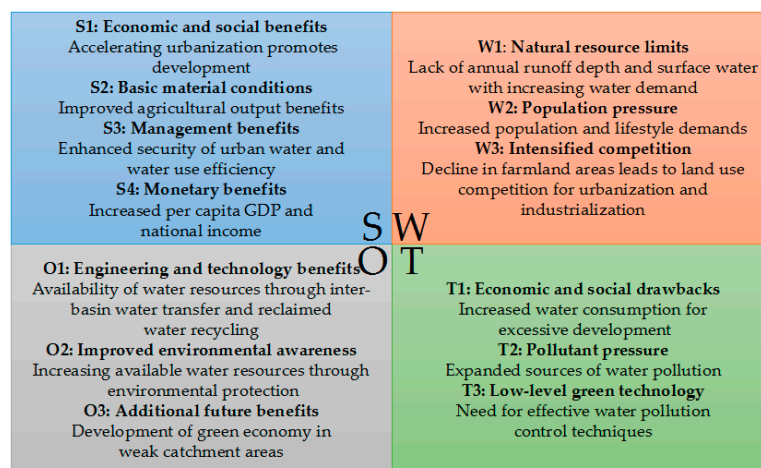 S1: Economic and social benefits
Accelerating urbanization promotes
development
S2: Basic material conditions
Improved agricultural output benefits
S3: Management benefits
Enhanced security of urban water and
water use efficiency
S4: Monetary benefits
Increased per capita GDP and
national income
W1: Natural resource limits
Lack of annual runoff depth and surface water
with increasing water demand
W2: Population pressure
Increased population and lifestyle demands
W3: Intensified competition
Decline in farmland areas leads to land use
competition for urbanization and
industrialization
S W
O T
O1: Engineering and technology benefits
Availability of water resources through inter-
basin water transfer and reclaimed
water recycling
O2: Improved environmental awareness
Increasing available water resources through
environmental protection
O3: Additional future benefits
Development of green economy in
weak catchment areas
T1: Economic and social drawbacks
Increased water consumption for
excessive development
T2: Pollutant pressure
Expanded sources of water pollution
T3: Low-level green technology
Need for effective water pollution
control techniques